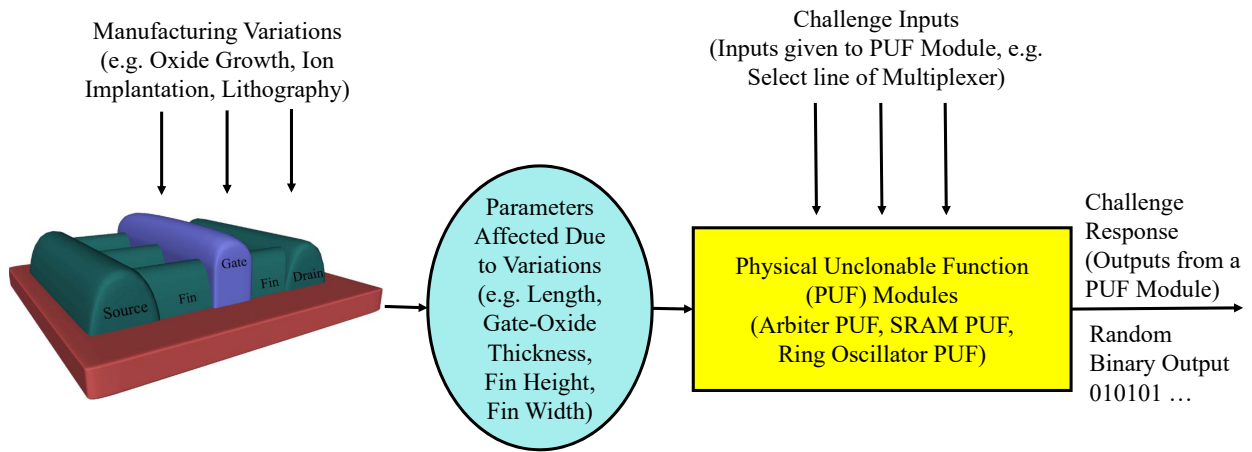 Manufacturing Variations
(e.g. Oxide Growth, Ion
Implantation, Lithography)
Source
Fin
Gate
Fin
Drain
Parameters
Affected Due
to Variations
(e.g. Length,
Gate-Oxide
Thickness,
Fin Height,
Fin Width)
Challenge Inputs
(Inputs given to PUF Module, e.g.
Select line of Multiplexer)
Physical Unclonable Function
(PUF) Modules
(Arbiter PUF, SRAM PUF,
Ring Oscillator PUF)
Challenge
Response
(Outputs from a
PUF Module)
Random
Binary Output
010101 ...